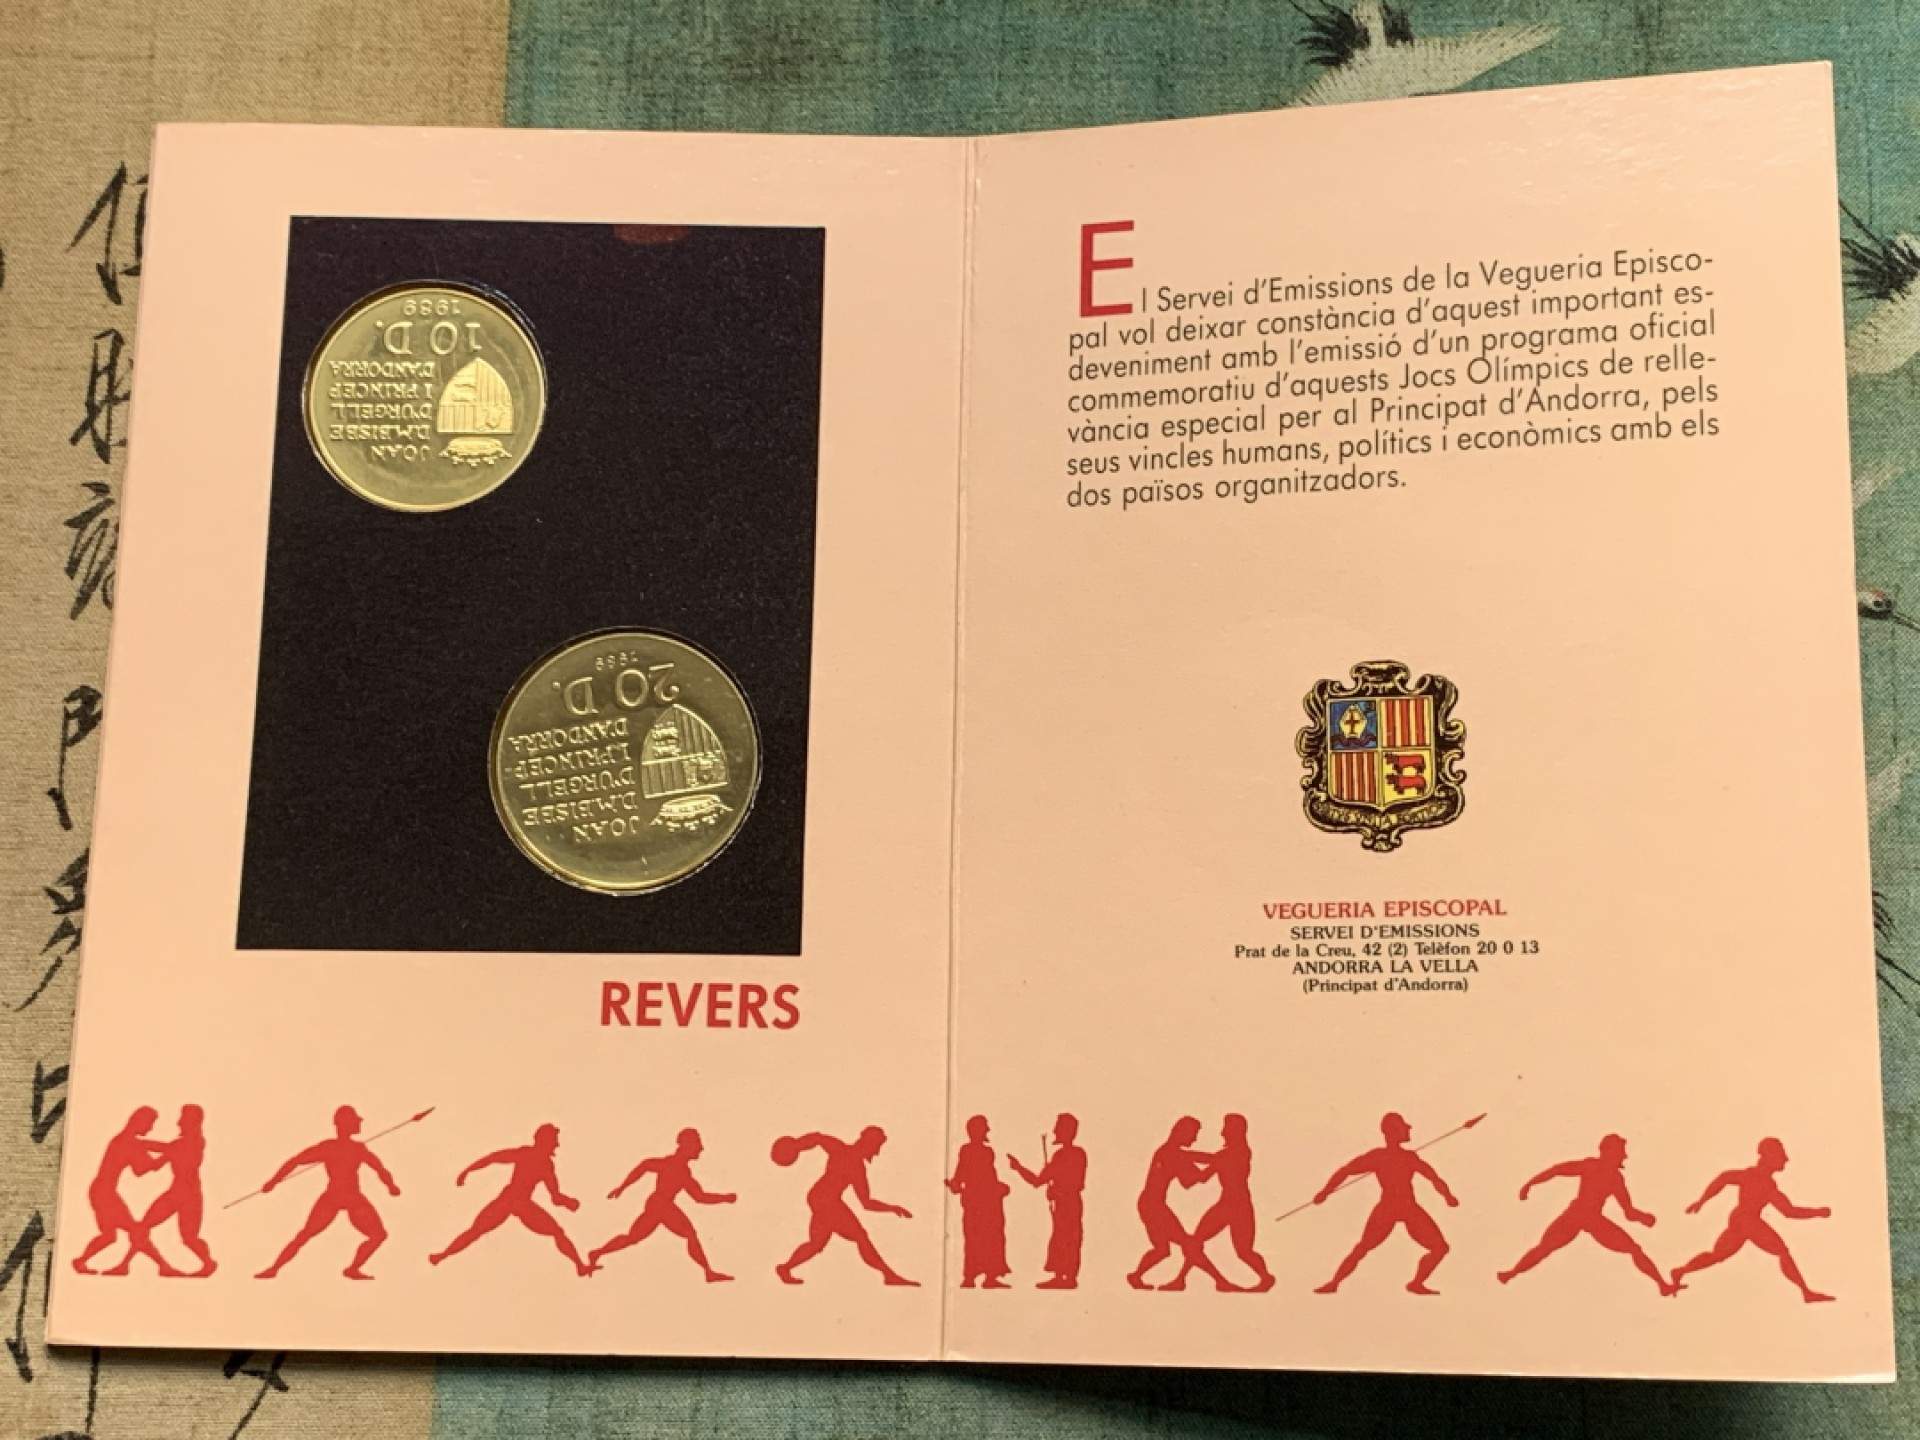 1989
10 D.
JOAN
D.M.BISBE
D'URGELL
I PRINCEP
D'ANDORRA
1989
20 D.
JOAN
D.M.BISBE
D'URGELL
I PRINCEP
D'ANDORRA
REVERS
El Servei d'Emissions de la Vegueria Episco-
pal vol deixar constància d'aquest important es-
deveniment amb l'emissió d'un programa oficial
commemoratiu d'aquests Jocs Olímpics de relle-
vància especial per al Principat d'Andorra, pels
seus vincles humans, polítics i econòmics amb els
dos països organitzadors.
VEGUERIA EPISCOPAL
SERVEI D'EMISSIONS
Prat de la Creu, 42 (2) Telèfon 20 0 13
ANDORRA LA VELLA
(Principat d'Andorra)